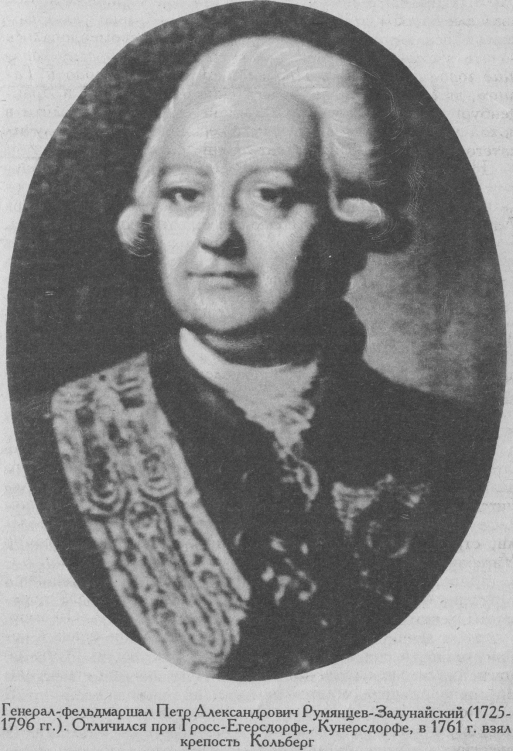 Генерал-фельдмаршал Петр Александрович Румянцев-Задунайский (1725-
1796 гг.). Отличился при Гросс-Егерсдорфе, Кунерсдорфе, в 1761 г. взял
крепость Кольберг